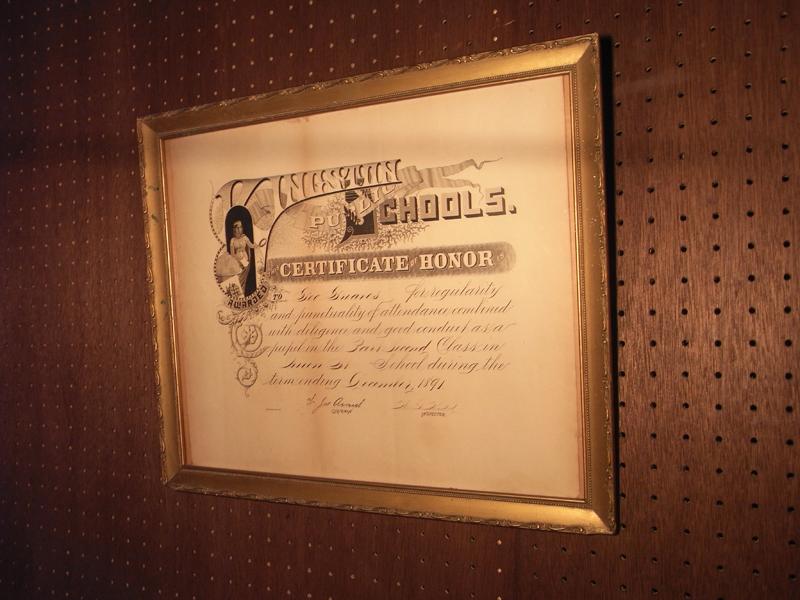 KINGSTON
PUBLIC SCHOOLS.
CERTIFICATE OF HONOR
AWARDED TO Geo for regularity
and punctuality of attendance combined
with diligence and good conduct as a
pupil in the second Class in
School during the
term ending December, 1891
INSPECTOR